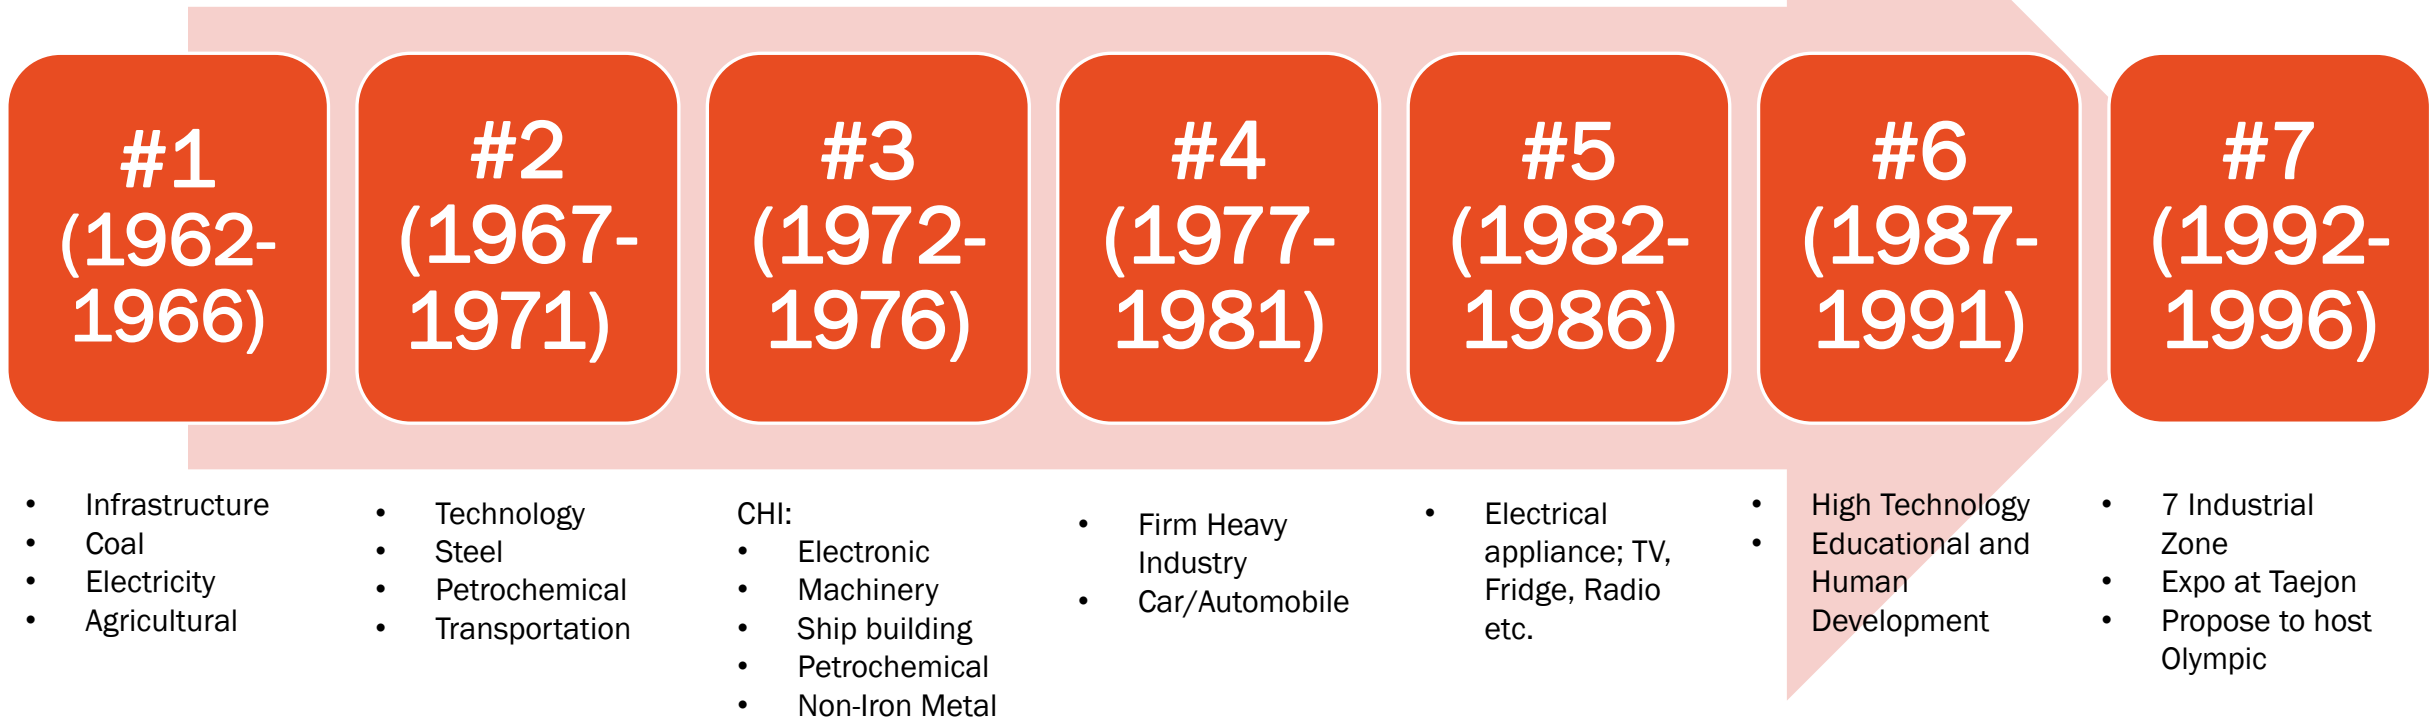 #1
(1962-
1966)
#2
(1967-
1971)
#3
(1972-
1976)
#4
(1977-
1981)
#5
(1982-
1986)
#6
(1987-
1991)
#7
(1992-
1996)
• Infrastructure
• Coal
• Electricity
• Agricultural
• Technology
• Steel
• Petrochemical
• Transportation
CHI:
• Electronic
• Machinery
• Ship building
• Petrochemical
• Non-Iron Metal
• Firm Heavy
Industry
• Car/Automobile
• Electrical
appliance; TV,
Fridge, Radio
etc.
• High Technology
• Educational and
Human
Development
• 7 Industrial
Zone
• Expo at Taejon
• Propose to host
Olympic